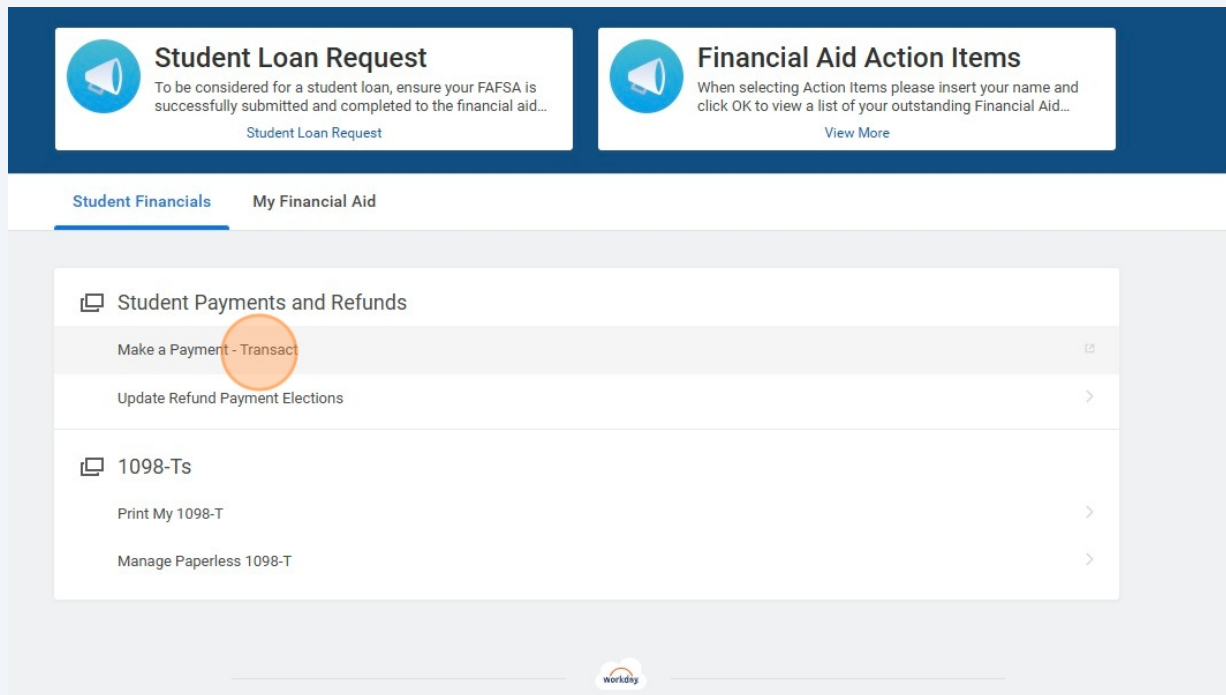 Student Loan Request
To be considered for a student loan, ensure your FAFSA is
successfully submitted and completed to the financial aid...
Student Loan Request
Financial Aid Action Items
When selecting Action Items please insert your name and
click OK to view a list of your outstanding Financial Aid...
View More
Student Financials
My Financial Aid
Student Payments and Refunds
Make a Payment - Transact
Update Refund Payment Elections
1098-Ts
Print My 1098-T
Manage Paperless 1098-T
workday.